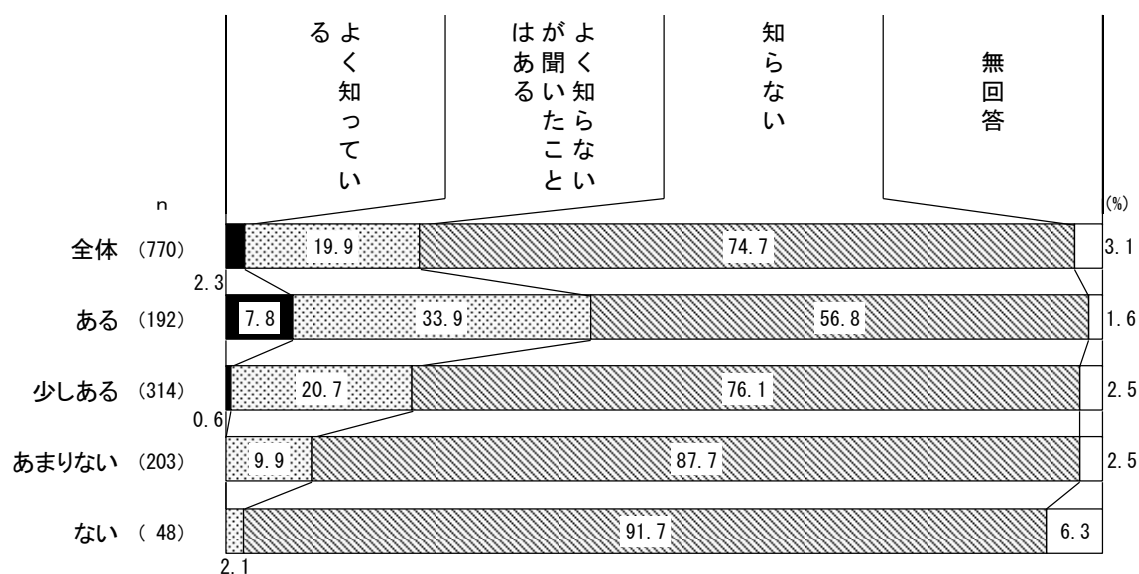 よく知ってい
る
よく知らない
が聞いたこと
はある
知らない
無回答
n
(%)
全体 (770) 19.9 74.7 3.1
2.3
ある (192) 7.8 33.9 56.8 1.6
少しある (314) 20.7 76.1 2.5
0.6
あまりない (203) 9.9 87.7 2.5
ない ( 48) 91.7 6.3
2.1